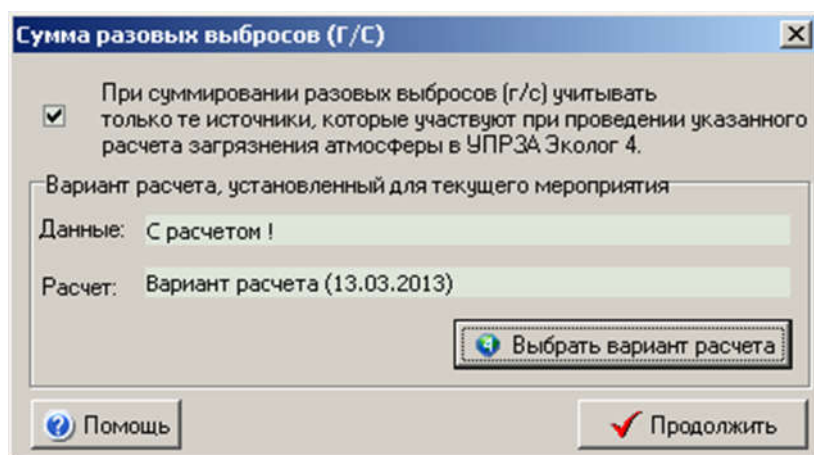 Сумма разовых выбросов (Г/С)
При суммировании разовых выбросов (г/с) учитывать
только те источники, которые участвуют при проведении указанного
расчета загрязнения атмосферы в УПРЗА Эколог 4.
Вариант расчета, установленный для текущего мероприятия
Данные: С расчетом !
Расчет: Вариант расчета (13.03.2013)
Выбрать вариант расчета
Помощь Продолжить